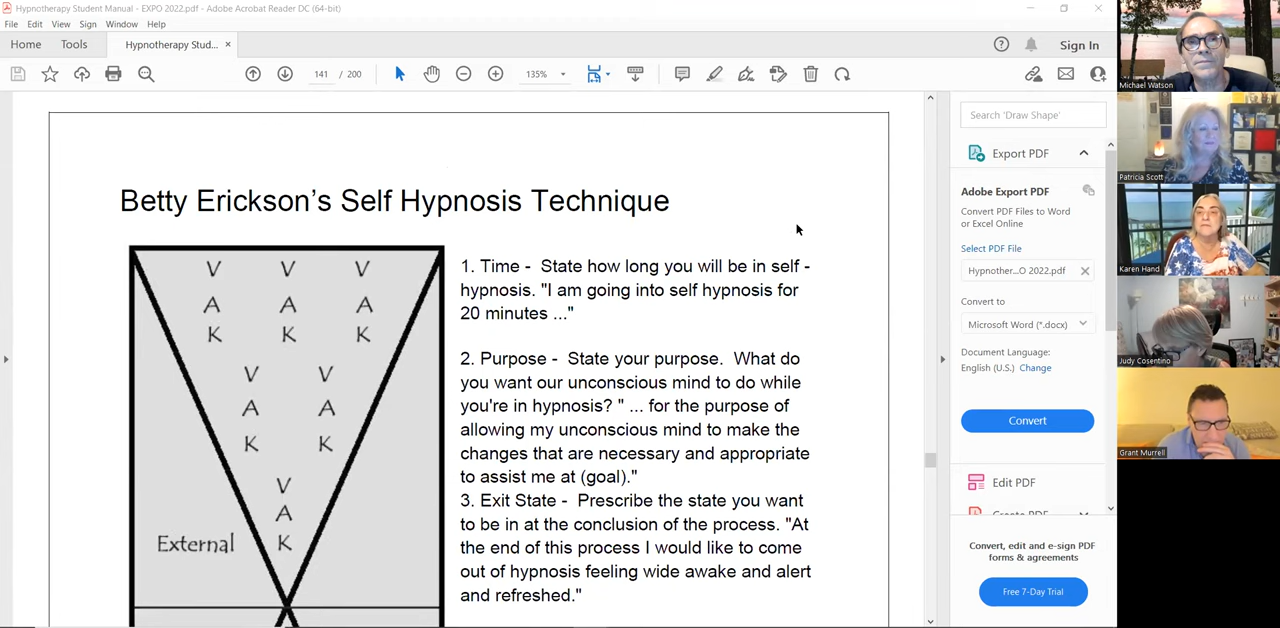 Hypnotherapy Student Manual - EXPO 2022.pdf - Adobe Acrobat Reader DC (64-bit)
File Edit View Sign Window Help
Home Tools Hypnotherapy Stud... ×
Sign In
141 / 200
135%
Betty Erickson's Self Hypnosis Technique
V V V
A A A
K K K
V V
A A
K K
V
A
External K
1. Time - State how long you will be in self -
hypnosis. "I am going into self hypnosis for
20 minutes ..."
2. Purpose - State your purpose. What do
you want our unconscious mind to do while
you're in hypnosis? " ... for the purpose of
allowing my unconscious mind to make the
changes that are necessary and appropriate
to assist me at (goal)."
3. Exit State - Prescribe the state you want
to be in at the conclusion of the process. "At
the end of this process I would like to come
out of hypnosis feeling wide awake and alert
and refreshed."
Search 'Draw Shape'
Export PDF
Adobe Export PDF
Convert PDF Files to Word
or Excel Online
Select PDF File
Hypnother...O 2022.pdf
Convert to
Microsoft Word (*.docx)
Document Language:
English (U.S.) Change
Convert
Edit PDF
Create PDF
Convert, edit and e-sign PDF
forms & agreements
Free 7-Day Trial
Michael Watson
Patricia Scott
Karen Hand
Judy Cosentino
Grant Murrell